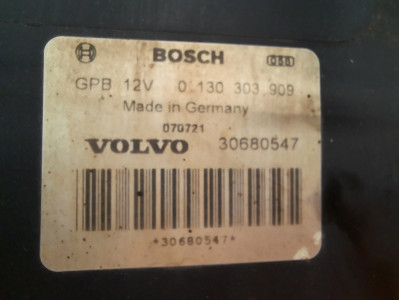 BOSCH
GPB 12V 0 130 303 909
Made in Germany
070721
VOLVO 30680547
*30680547*